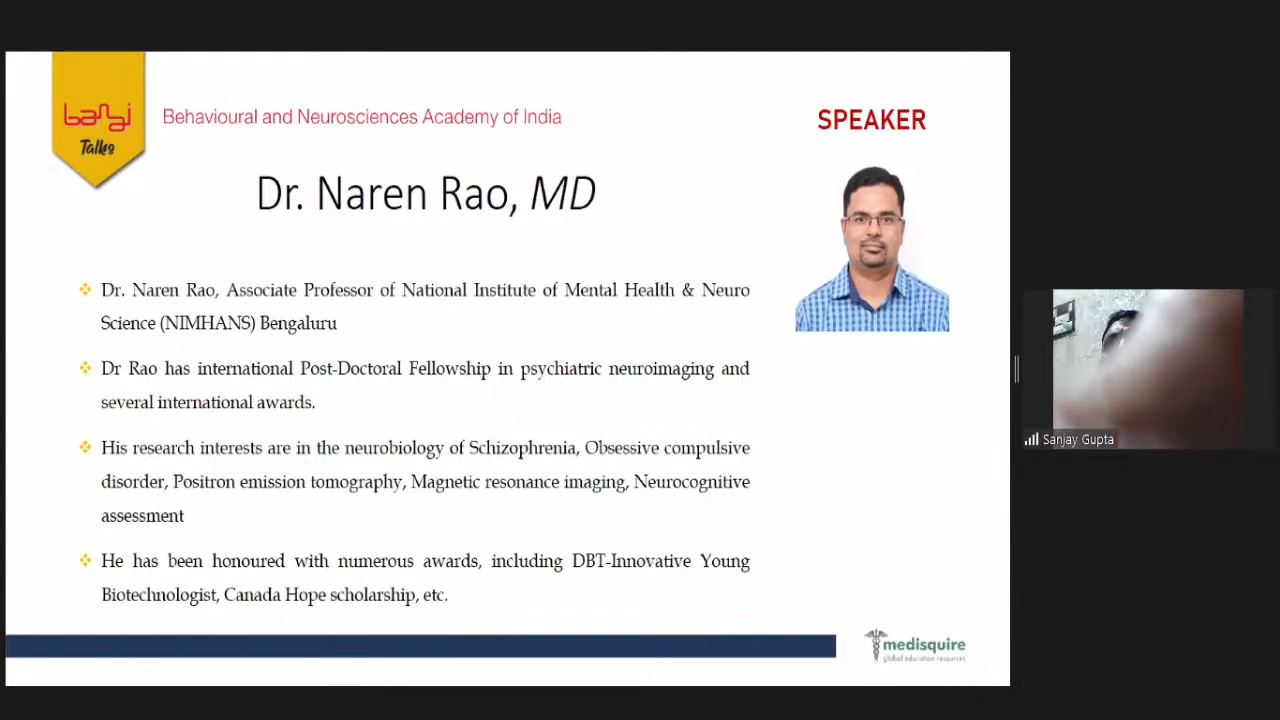 banai
Talks
Behavioural and Neurosciences Academy of India
SPEAKER
Dr. Naren Rao, MD
Dr. Naren Rao, Associate Professor of National Institute of Mental Health & Neuro
Science (NIMHANS) Bengaluru
Dr Rao has international Post-Doctoral Fellowship in psychiatric neuroimaging and
several international awards.
His research interests are in the neurobiology of Schizophrenia, Obsessive compulsive
disorder, Positron emission tomography, Magnetic resonance imaging, Neurocognitive
assessment
He has been honoured with numerous awards, including DBT-Innovative Young
Biotechnologist, Canada Hope scholarship, etc.
medisquire
global education resources
Sanjay Gupta